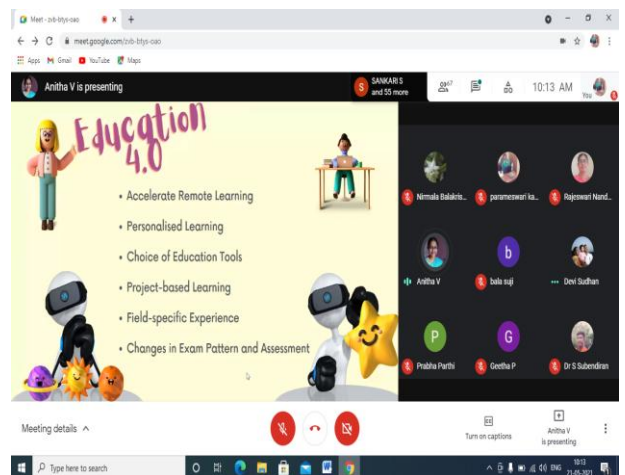 Meet - zvb-btys-oao
meet.google.com/zvb-btys-oao
Apps
Gmail
YouTube
Maps
Anitha V is presenting
S
SANKARI S
and 55 more
67
10:13 AM
You
Education
4.0
• Accelerate Remote Learning
• Personalised Learning
• Choice of Education Tools
• Project-based Learning
• Field-specific Experience
• Changes in Exam Pattern and Assessment
Nirmala Balakris...
parameswari ka...
Rajeswari Nand...
b
Anitha V
bala suji
Devi Sudhan
P
G
Prabha Parthi
Geetha P
Dr S Subendiran
Meeting details
Turn on captions
Anitha V
is presenting
Type here to search
ENG
10:13
21-05-2021